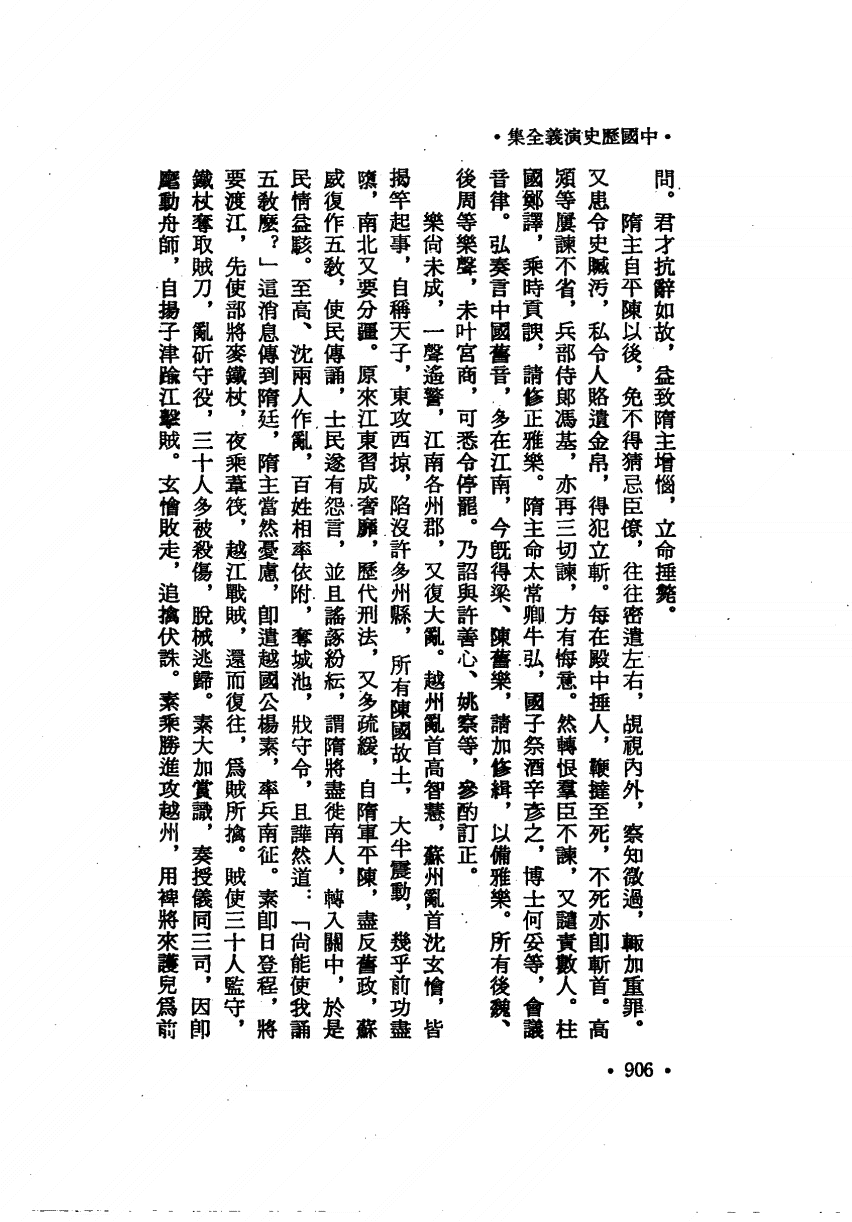 •中國歷史演義全集•
問。君才抗辭如故，益致隋主增惱，立命捶斃。
隋主自平陳以後，免不得猜忌臣僚，往往密遣左右，覘視內外，察知微過，輒加重罪。
又患令史贓污，私令人賂遺金帛，得犯立斬。每在殿中捶人，鞭撻至死，不死亦卽斬首。高
熲等屢諫不省，兵部侍郎馮基，亦再三切諫，方有悔意。然轉恨羣臣不諫，又譴責數人。柱
國鄭譯，乘時貢諛，請修正雅樂。隋主命太常卿牛弘，國子祭酒辛彥之，博士何妥等，會議
音律。弘奏言中國舊音，多在江南，今旣得梁、陳舊樂，請加修緝，以備雅樂。所有後魏、
後周等樂聲，未叶宮商，可悉令停罷。乃詔與許善心、姚察等，參酌訂正。
樂尙未成，一聲遙警，江南各州郡，又復大亂。越州亂首高智慧，蘇州亂首沈玄懀，皆
揭竿起事，自稱天子，東攻西掠，陷沒許多州縣，所有陳國故土，大半震動，幾乎前功盡
隳，南北又要分疆。原來江東習成奢靡，歷代刑法，又多疏緩，自隋軍平陳，盡反舊政，蘇
威復作五敎，使民傳誦，士民遂有怨言，並且謠諑紛紜，謂隋將盡徙南人，轉入關中，於是
民情益駭。至高、沈兩人作亂，百姓相率依附，奪城池，戕守令，且譁然道：「尙能使我誦
五敎麼？」這消息傳到隋廷，隋主當然憂慮，卽遣越國公楊素，率兵南征。素卽日登程，將
要渡江，先使部將麥鐵杖，夜乘葦筏，越江覘賊，還而復往，爲賊所擒。賊使三十人監守，
鐵杖奪取賊刀，亂斫守役，三十人多被殺傷，脫械逃歸。素大加賞識，奏授儀同三司，因卽
麾動舟師，自揚子津踰江擊賊。玄懀敗走，追擒伏誅。素乘勝進攻越州，用裨將來護兒爲前
•906•